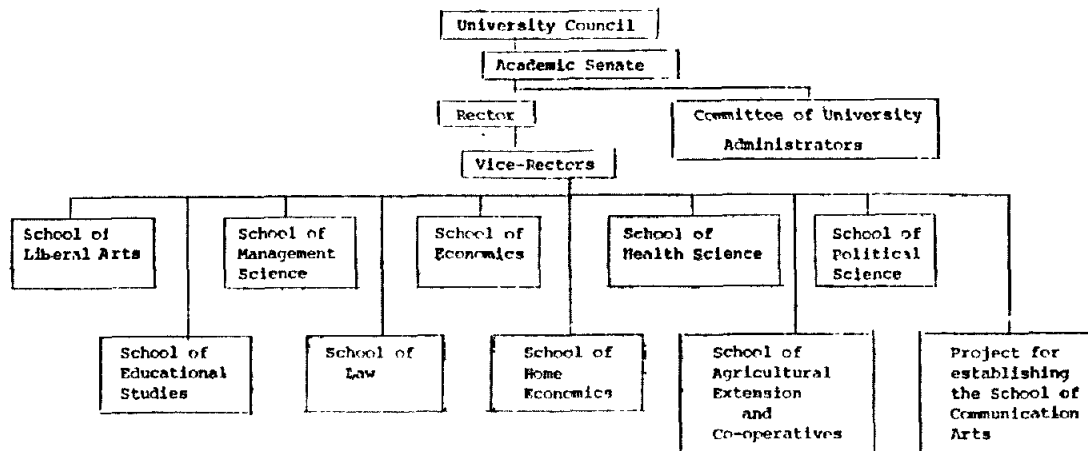 University Council
Academic Senate
Rector
Committee of University
Administrators
Vice-Rectors
School of
Liberal Arts
School of
Management
Science
School of
Economics
School of
Health Science
School of
Political
Science
School of
Educational
Studies
School of
Law
School of
Home
Economics
School of
Agricultural
Extension
and
Co-operatives
Project for
establishing
the School of
Communication
Arts